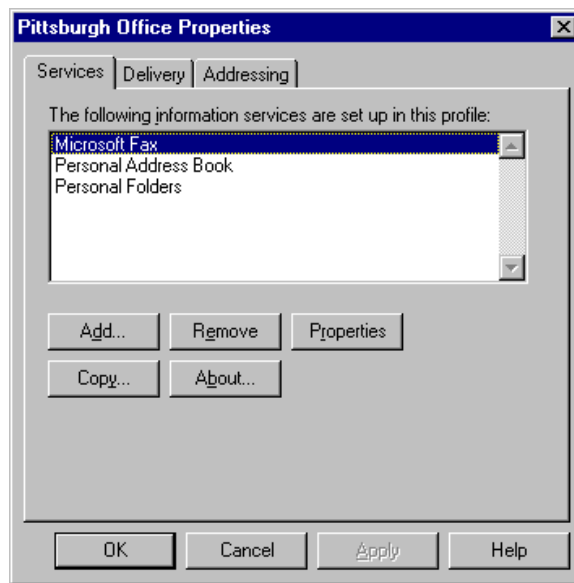 Pittsburgh Office Properties
Services Delivery Addressing
The following information services are set up in this profile:
Microsoft Fax
Personal Address Book
Personal Folders
Add... Remove Properties
Copy... About...
OK Cancel Apply Help